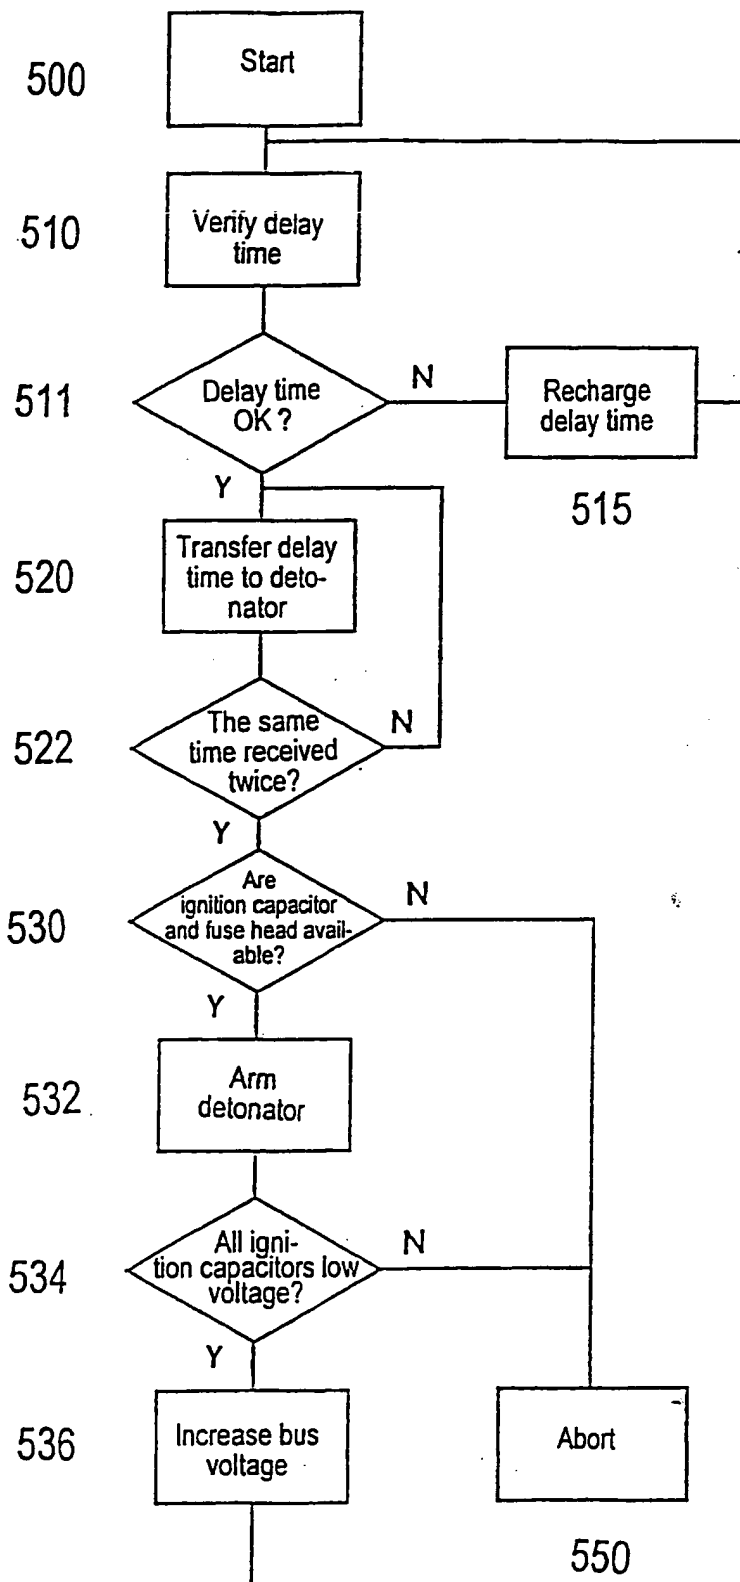 500
Start
510
Verify delay
time
511
Delay time
OK ?
N
Recharge
delay time
515
Y
520
Transfer delay
time to deto-
nator
522
The same
time received
twice?
N
Y
530
Are
ignition capacitor
and fuse head avail-
able?
N
Y
532
Arm
detonator
534
All igni-
tion capacitors low
voltage?
N
Y
536
Increase bus
voltage
Abort
550